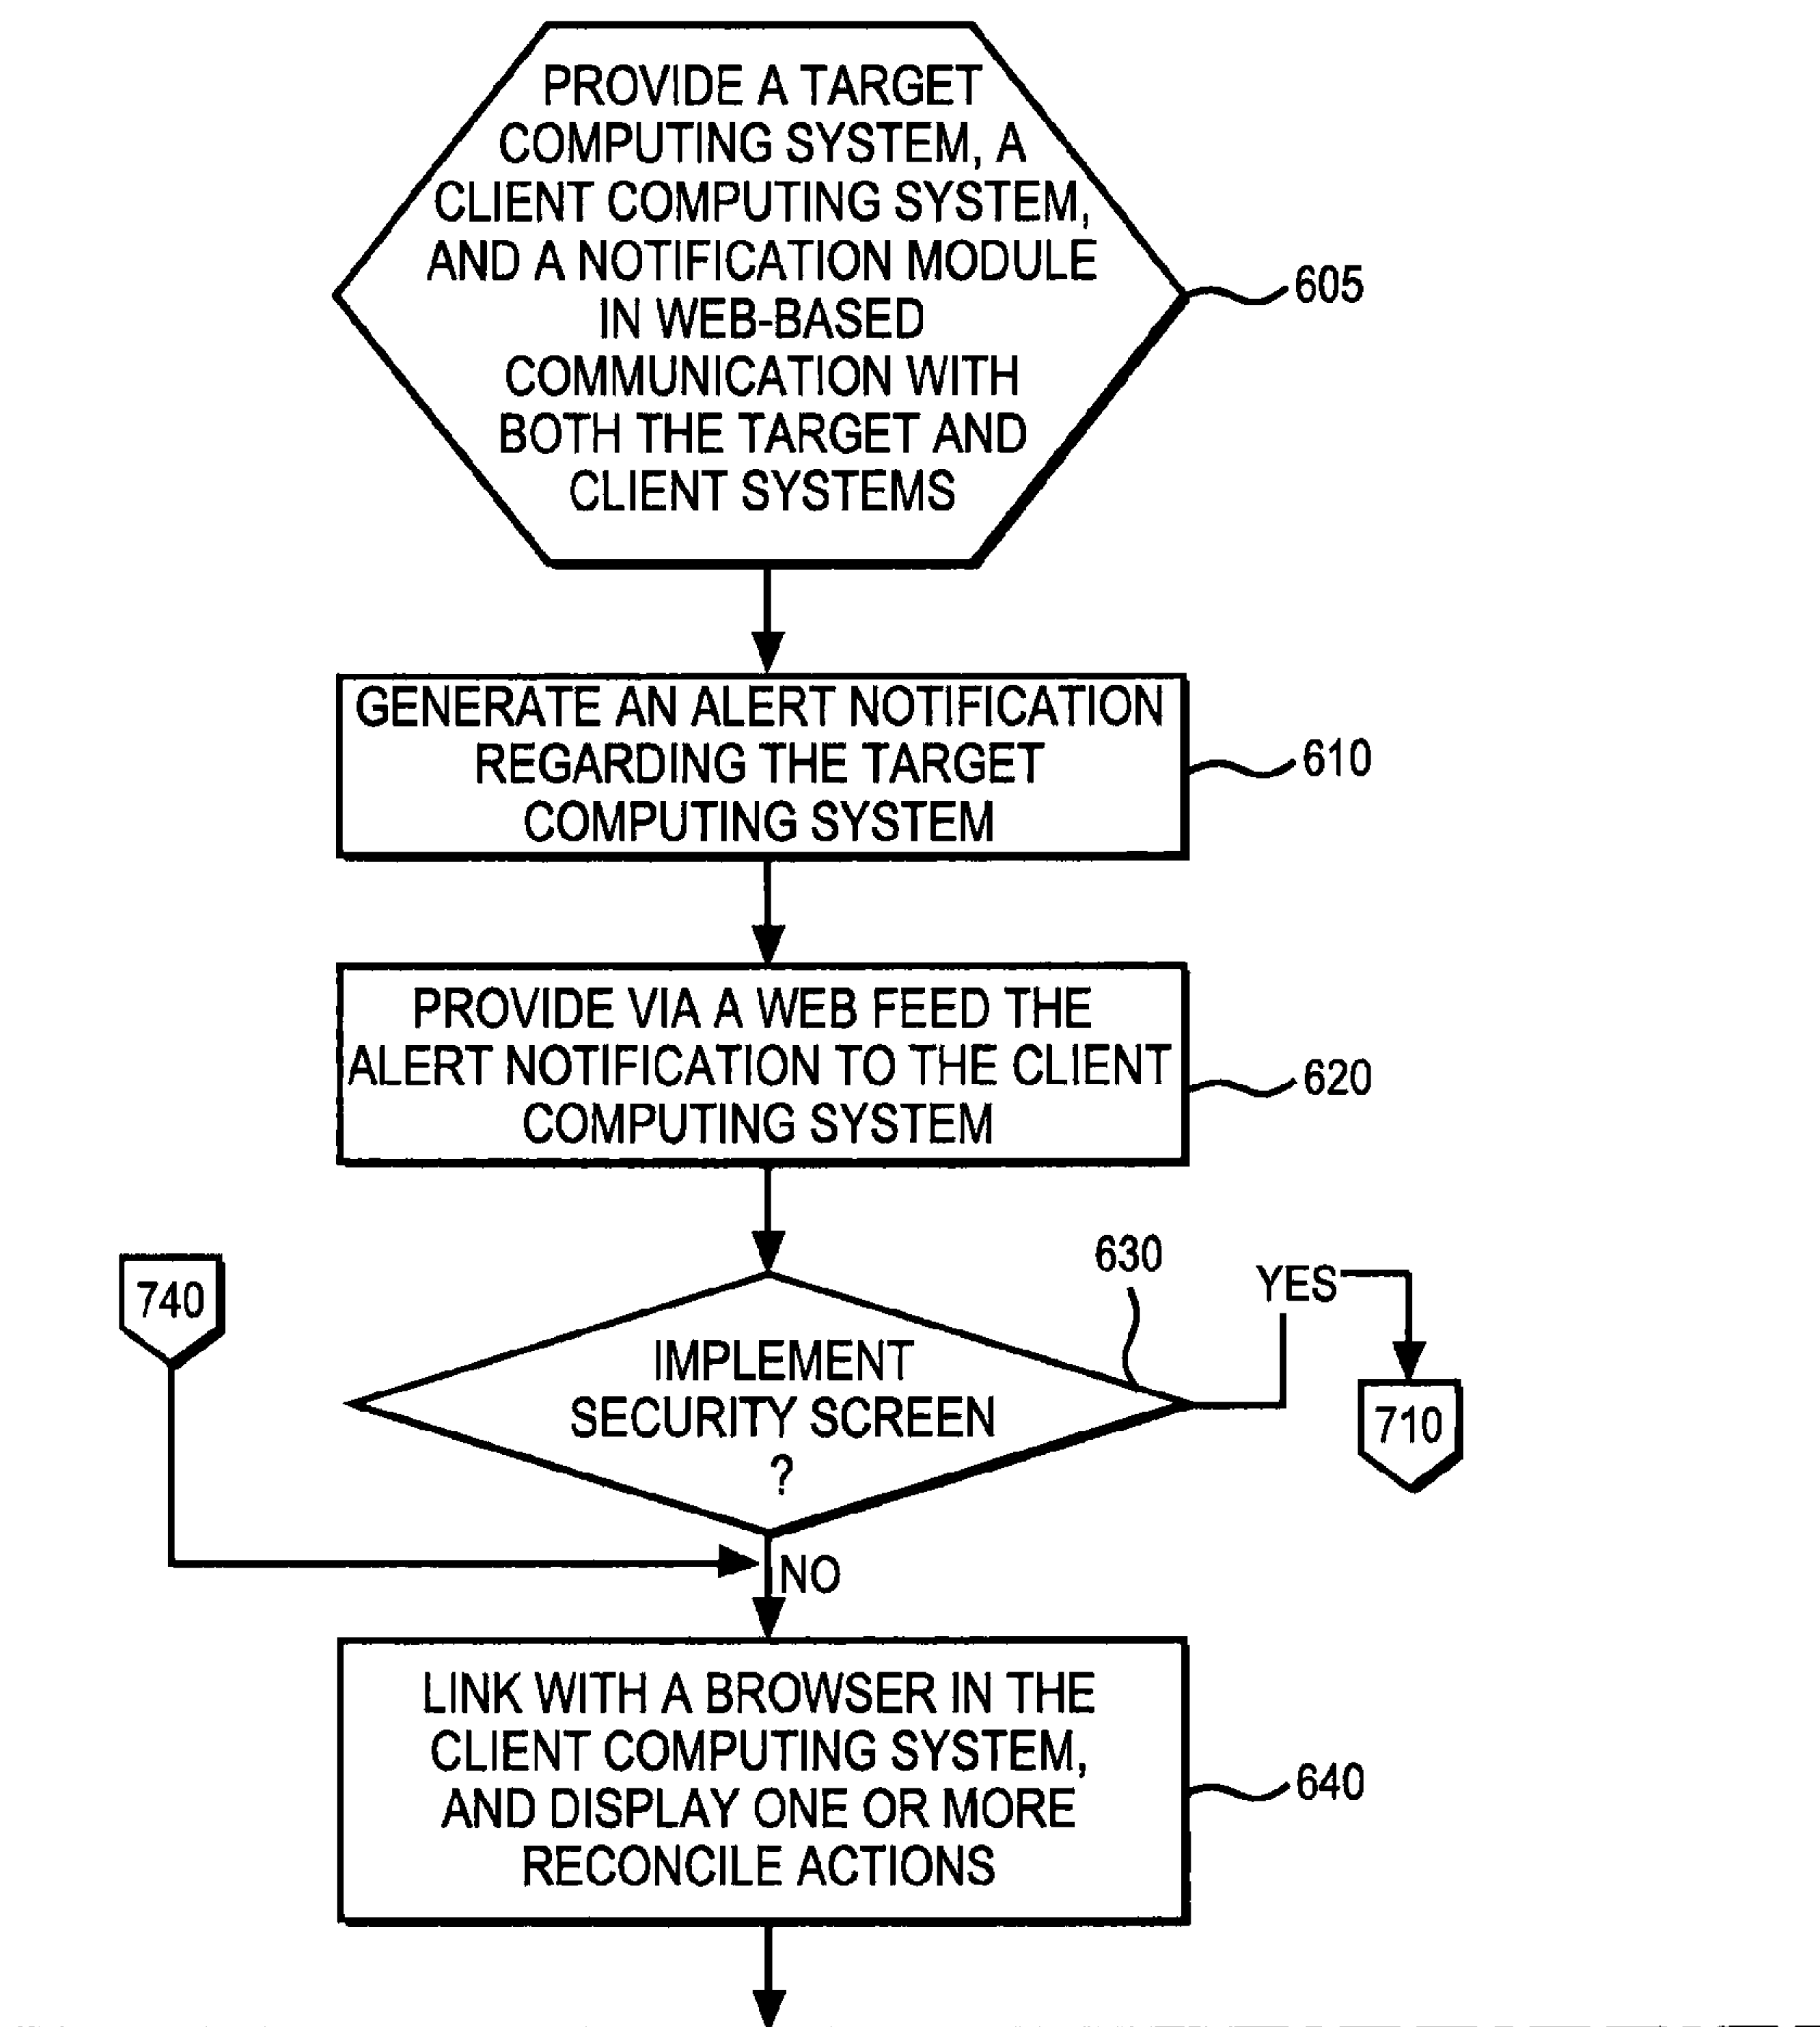 PROVIDE A TARGET
COMPUTING SYSTEM, A
CLIENT COMPUTING SYSTEM,
AND A NOTIFICATION MODULE
IN WEB-BASED
COMMUNICATION WITH
BOTH THE TARGET AND
CLIENT SYSTEMS
605
GENERATE AN ALERT NOTIFICATION
REGARDING THE TARGET
COMPUTING SYSTEM
610
PROVIDE VIA A WEB FEED THE
ALERT NOTIFICATION TO THE CLIENT
COMPUTING SYSTEM
620
630
YES
740
IMPLEMENT
SECURITY SCREEN
?
710
NO
LINK WITH A BROWSER IN THE
CLIENT COMPUTING SYSTEM,
AND DISPLAY ONE OR MORE
RECONCILE ACTIONS
640